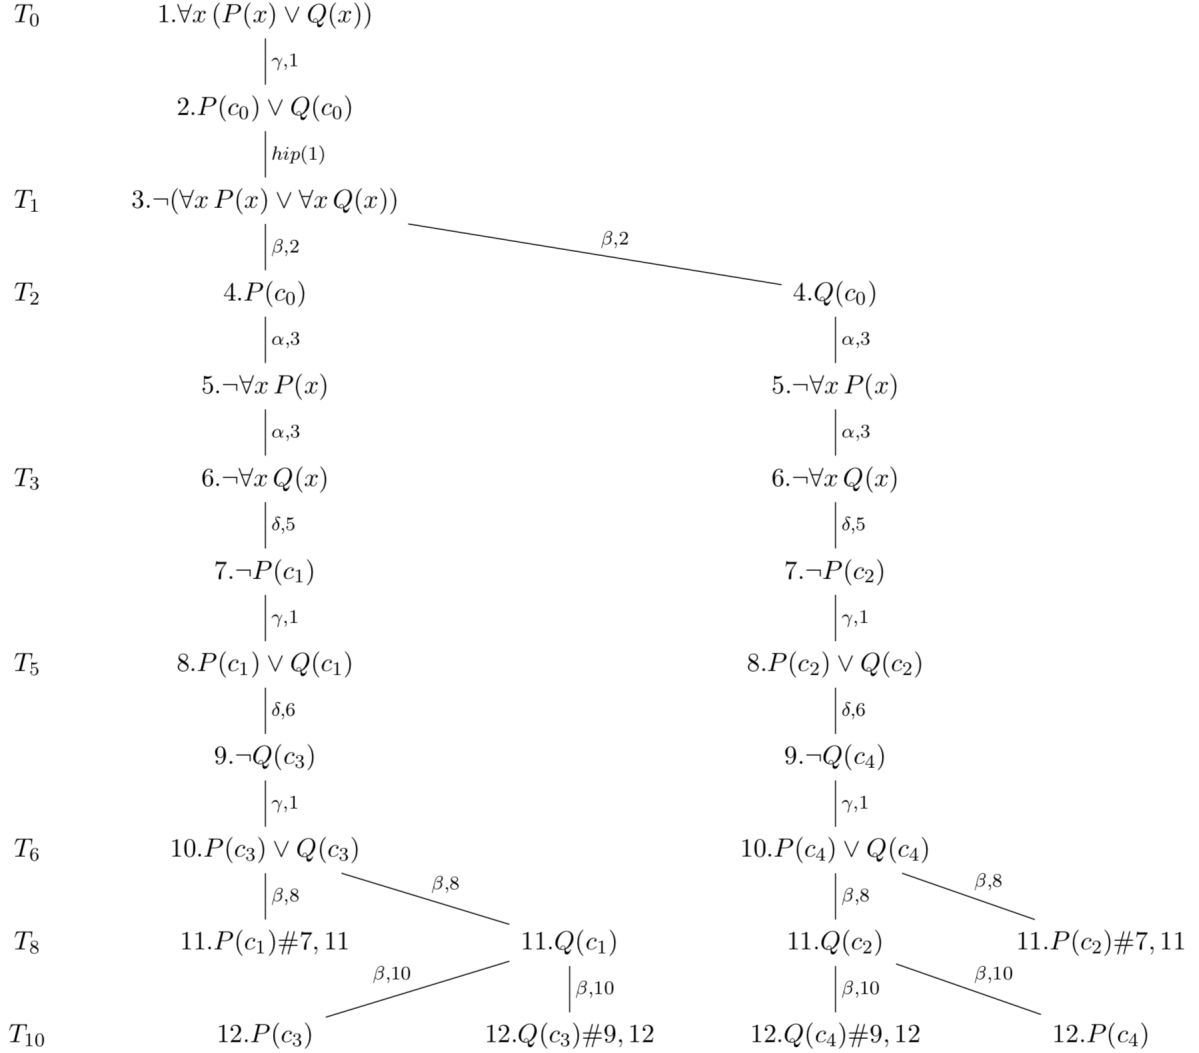 T₀ 1.∀x (P(x) ∨ Q(x))
γ,1
2.P(c₀) ∨ Q(c₀)
hip(1)
T₁ 3.¬(∀x P(x) ∨ ∀x Q(x))
β,2 β,2
T₂ 4.P(c₀) 4.Q(c₀)
α,3 α,3
5.¬∀x P(x) 5.¬∀x P(x)
α,3 α,3
T₃ 6.¬∀x Q(x) 6.¬∀x Q(x)
δ,5 δ,5
7.¬P(c₁) 7.¬P(c₂)
γ,1 γ,1
T₅ 8.P(c₁) ∨ Q(c₁) 8.P(c₂) ∨ Q(c₂)
δ,6 δ,6
9.¬Q(c₃) 9.¬Q(c₄)
γ,1 γ,1
T₆ 10.P(c₃) ∨ Q(c₃) 10.P(c₄) ∨ Q(c₄)
β,8 β,8 β,8 β,8
T₈ 11.P(c₁)#7, 11 11.Q(c₁) 11.Q(c₂) 11.P(c₂)#7, 11
β,10 β,10 β,10 β,10
T₁₀ 12.P(c₃) 12.Q(c₃)#9, 12 12.Q(c₄)#9, 12 12.P(c₄)